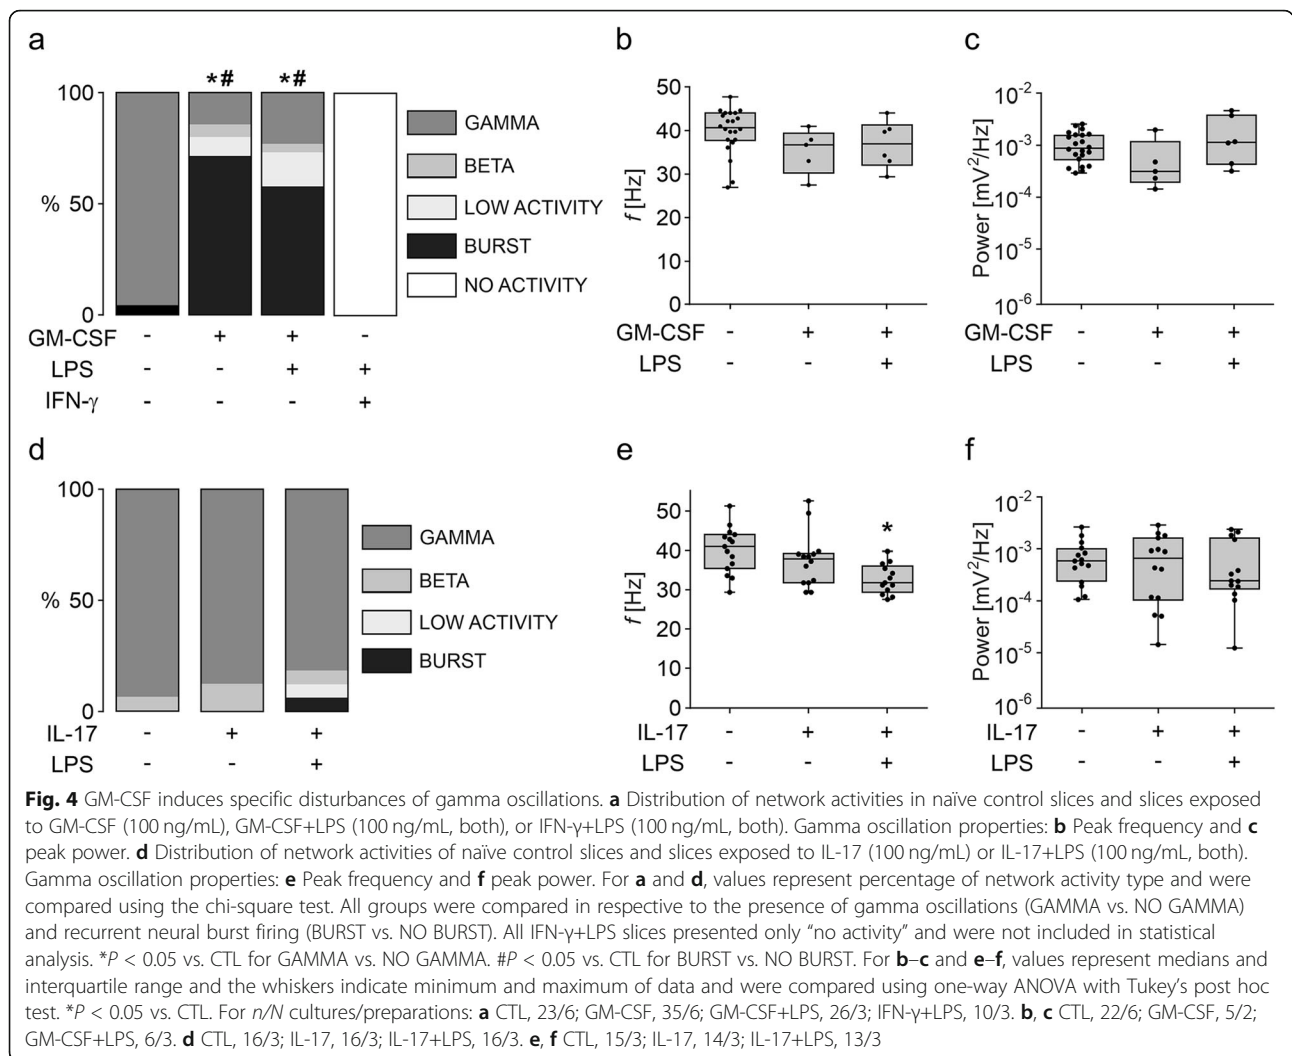 a
*# *#
100
50
0
%
GAMMA
BETA
LOW ACTIVITY
BURST
NO ACTIVITY
GM-CSF - + + -
LPS - - + +
IFN-γ - - - +
b
50
40
30
20
10
0
f [Hz]
GM-CSF - + +
LPS - - +
c
10-2
10-3
10-4
10-5
10-6
Power [mV2/Hz]
GM-CSF - + +
LPS - - +
d
100
50
0
%
GAMMA
BETA
LOW ACTIVITY
BURST
IL-17 - + +
LPS - - +
e
*
50
40
30
20
10
0
f [Hz]
IL-17 - + +
LPS - - +
f
10-2
10-3
10-4
10-5
10-6
Power [mV2/Hz]
IL-17 - + +
LPS - - +
Fig. 4 GM-CSF induces specific disturbances of gamma oscillations. a Distribution of network activities in naïve control slices and slices exposed
to GM-CSF (100 ng/mL), GM-CSF+LPS (100 ng/mL, both), or IFN-γ+LPS (100 ng/mL, both). Gamma oscillation properties: b Peak frequency and c
peak power. d Distribution of network activities of naïve control slices and slices exposed to IL-17 (100 ng/mL) or IL-17+LPS (100 ng/mL, both).
Gamma oscillation properties: e Peak frequency and f peak power. For a and d, values represent percentage of network activity type and were
compared using the chi-square test. All groups were compared in respective to the presence of gamma oscillations (GAMMA vs. NO GAMMA)
and recurrent neural burst firing (BURST vs. NO BURST). All IFN-γ+LPS slices presented only “no activity” and were not included in statistical
analysis. *P < 0.05 vs. CTL for GAMMA vs. NO GAMMA. #P < 0.05 vs. CTL for BURST vs. NO BURST. For b–c and e–f, values represent medians and
interquartile range and the whiskers indicate minimum and maximum of data and were compared using one-way ANOVA with Tukey’s post hoc
test. *P < 0.05 vs. CTL. For n/N cultures/preparations: a CTL, 23/6; GM-CSF, 35/6; GM-CSF+LPS, 26/3; IFN-γ+LPS, 10/3. b, c CTL, 22/6; GM-CSF, 5/2;
GM-CSF+LPS, 6/3. d CTL, 16/3; IL-17, 16/3; IL-17+LPS, 16/3. e, f CTL, 15/3; IL-17, 14/3; IL-17+LPS, 13/3